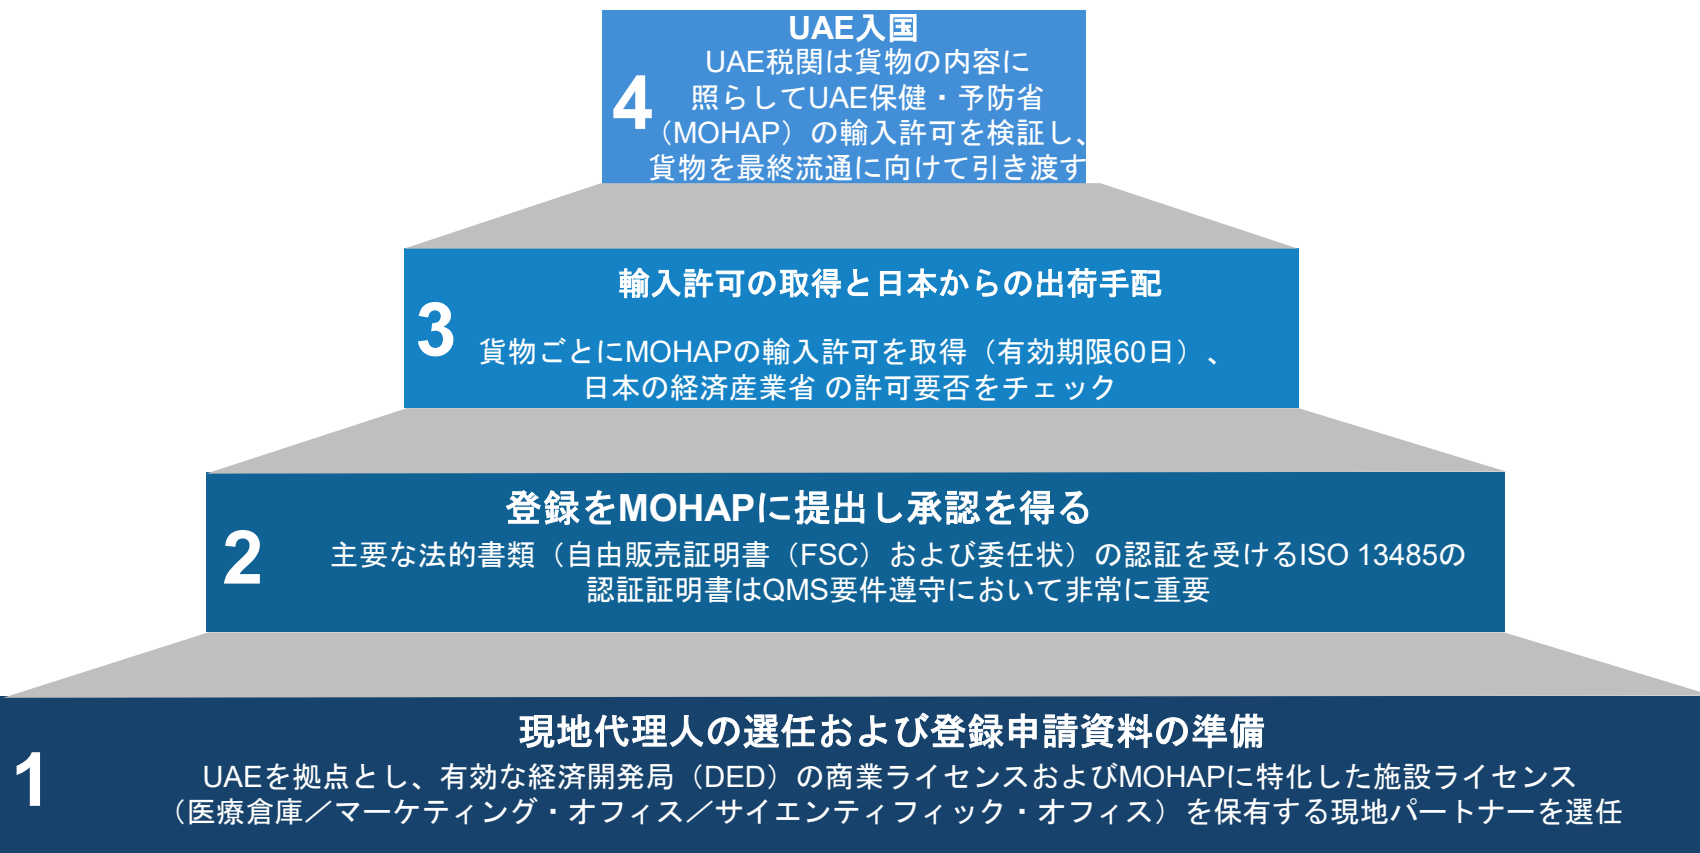 UAE入国
4
UAE税関は貨物の内容に
照らしてUAE保健・予防省
（MOHAP）の輸入許可を検証し、
貨物を最終流通に向けて引き渡す
輸入許可の取得と日本からの出荷手配
3
貨物ごとにMOHAPの輸入許可を取得（有効期限60日）、
日本の経済産業省 の許可要否をチェック
登録をMOHAPに提出し承認を得る
2
主要な法的書類（自由販売証明書（FSC）および委任状）の認証を受けるISO 13485の
認証証明書はQMS要件遵守において非常に重要
現地代理人の選任および登録申請資料の準備
1
UAEを拠点とし、有効な経済開発局（DED）の商業ライセンスおよびMOHAPに特化した施設ライセンス
（医療倉庫／マーケティング・オフィス／サイエンティフィック・オフィス）を保有する現地パートナーを選任